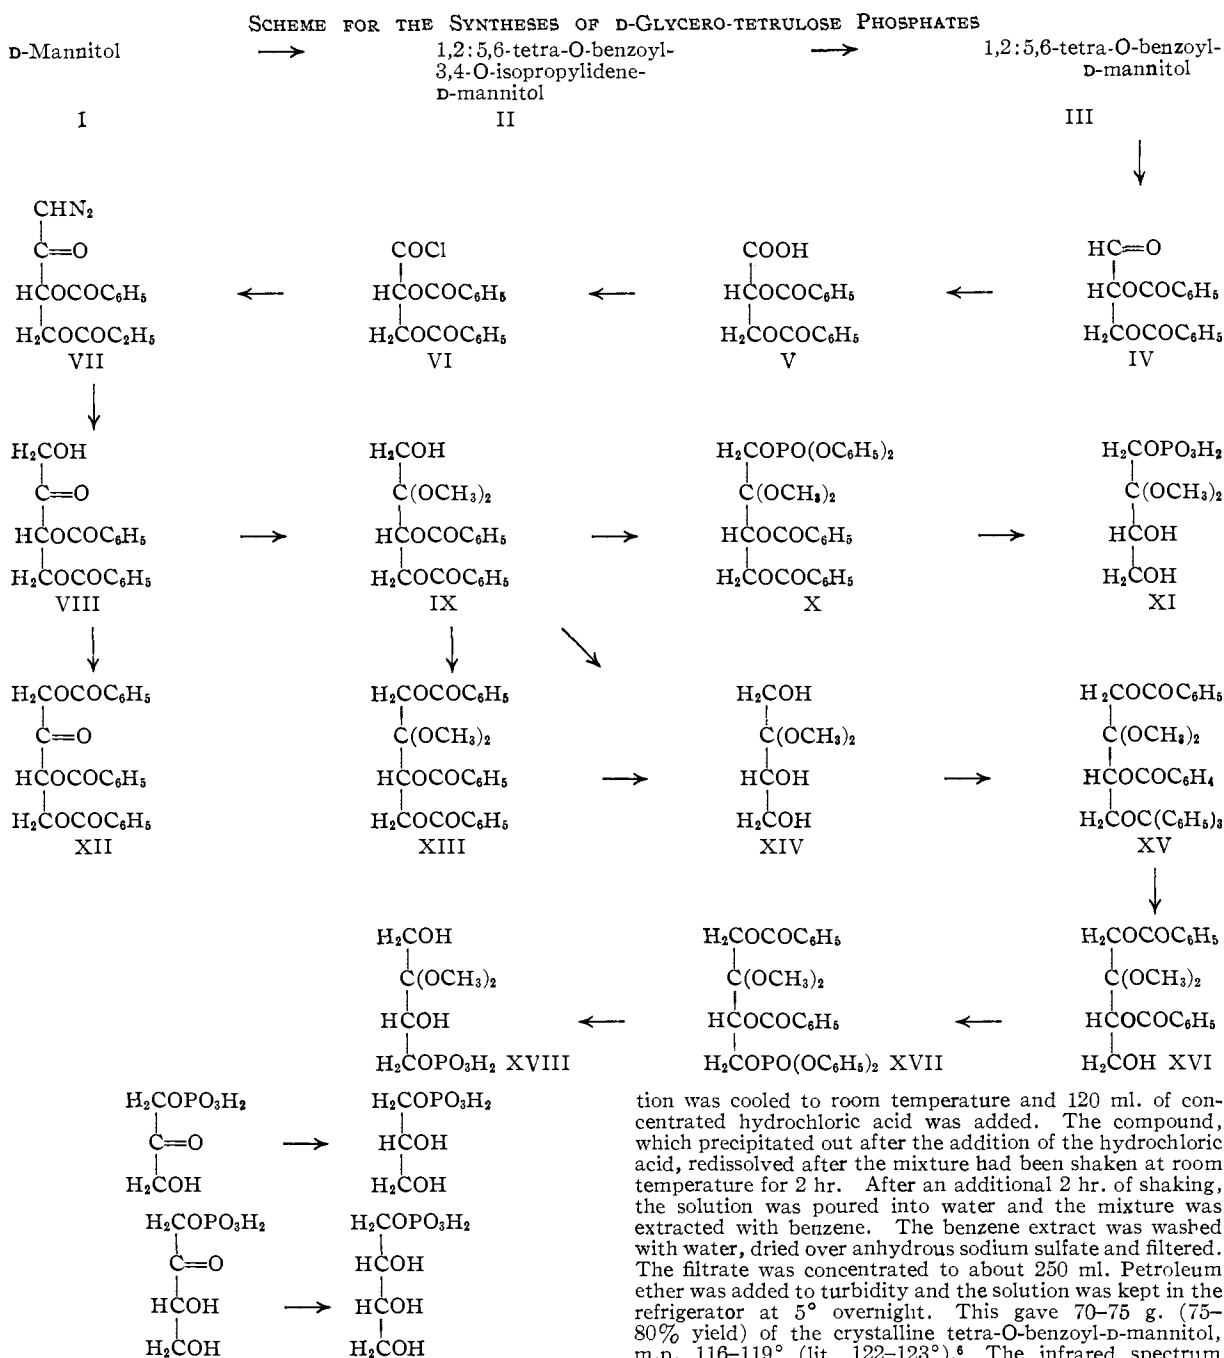 SCHEME FOR THE SYNTHESES OF D-GLYCERO-TETRULOSE PHOSPHATES
D-Mannitol → 1,2:5,6-tetra-O-benzoyl- → 1,2:5,6-tetra-O-benzoyl-
3,4-O-isopropylidene- D-mannitol
D-mannitol
I II III
CHN₂
C=O COCl COOH HC=O
HCOCOC₆H₅ ← HCOCOC₆H₅ ← HCOCOC₆H₅ ← HCOCOC₆H₅
H₂COCOC₂H₅ H₂COCOC₆H₅ H₂COCOC₆H₅ H₂COCOC₆H₅
VII VI V IV
H₂COH H₂COH H₂COPO(OC₆H₅)₂ H₂COPO₃H₂
C=O C(OCH₃)₂ C(OCH₃)₂ C(OCH₃)₂
HCOCOC₆H₅ → HCOCOC₆H₅ → HCOCOC₆H₅ → HCOH
H₂COCOC₆H₅ H₂COCOC₆H₅ H₂COCOC₆H₅ H₂COH
VIII IX X XI
H₂COCOC₆H₅ H₂COCOC₆H₅ H₂COH H₂COCOC₆H₅
C=O C(OCH₃)₂ C(OCH₃)₂ C(OCH₃)₂
HCOCOC₆H₅ HCOCOC₆H₅ → HCOH → HCOCOC₆H₄
H₂COCOC₆H₅ H₂COCOC₆H₅ H₂COH H₂COC(C₆H₅)₃
XII XIII XIV XV
H₂COH H₂COCOC₆H₅ H₂COCOC₆H₅
C(OCH₃)₂ C(OCH₃)₂ C(OCH₃)₂
HCOH ← HCOCOC₆H₅ ← HCOCOC₆H₅
H₂COPO₃H₂ XVIII H₂COPO(OC₆H₅)₂ XVII H₂COH XVI
H₂COPO₃H₂ H₂COPO₃H₂
C=O → HCOH
H₂COH H₂COH
H₂COPO₃H₂ H₂COPO₃H₂
C=O HCOH
HCOH → HCOH
H₂COH H₂COH
tion was cooled to room temperature and 120 ml. of con-
centrated hydrochloric acid was added. The compound,
which precipitated out after the addition of the hydrochloric
acid, redissolved after the mixture had been shaken at room
temperature for 2 hr. After an additional 2 hr. of shaking,
the solution was poured into water and the mixture was
extracted with benzene. The benzene extract was washed
with water, dried over anhydrous sodium sulfate and filtered.
The filtrate was concentrated to about 250 ml. Petroleum
ether was added to turbidity and the solution was kept in the
refrigerator at 5° overnight. This gave 70–75 g. (75–
80% yield) of the crystalline tetra-O-benzoyl-D-mannitol,
m.p. 116–119° (lit. 122–123°).⁶ The infrared spectrum